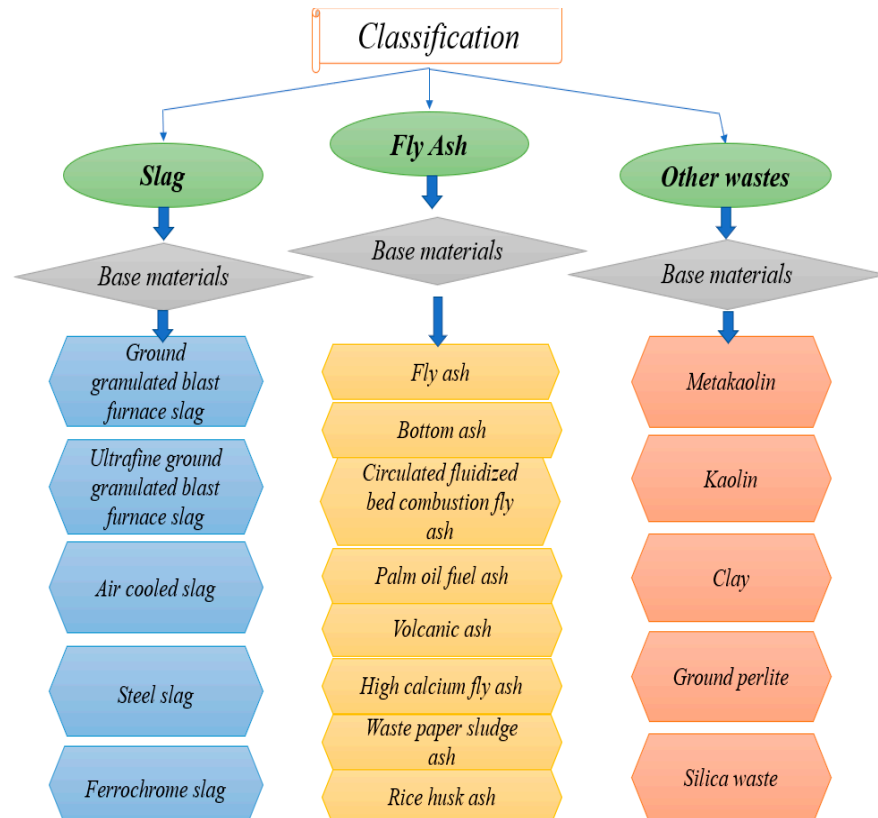 Classification
Slag
Fly Ash
Other wastes
Base materials
Base materials
Base materials
Ground
granulated blast
furnace slag
Ultrafine ground
granulated blast
furnace slag
Air cooled slag
Steel slag
Ferrochrome slag
Fly ash
Bottom ash
Circulated fluidized
bed combustion fly
ash
Palm oil fuel ash
Volcanic ash
High calcium fly ash
Waste paper sludge
ash
Rice husk ash
Metakaolin
Kaolin
Clay
Ground perlite
Silica waste